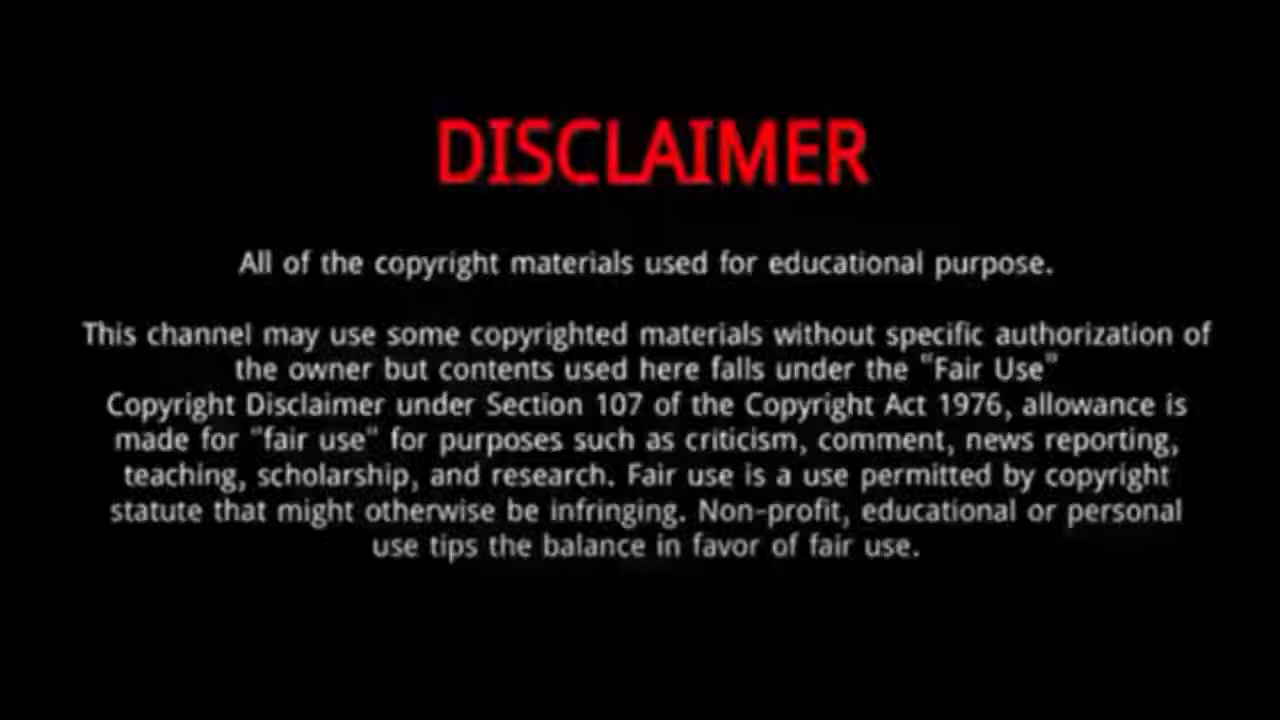 DISCLAIMER
All of the copyright materials used for educational purpose.
This channel may use some copyrighted materials without specific authorization of
the owner but contents used here falls under the "Fair Use"
Copyright Disclaimer under Section 107 of the Copyright Act 1976, allowance is
made for "fair use" for purposes such as criticism, comment, news reporting,
teaching, scholarship, and research. Fair use is a use permitted by copyright
statute that might otherwise be infringing. Non-profit, educational or personal
use tips the balance in favor of fair use.